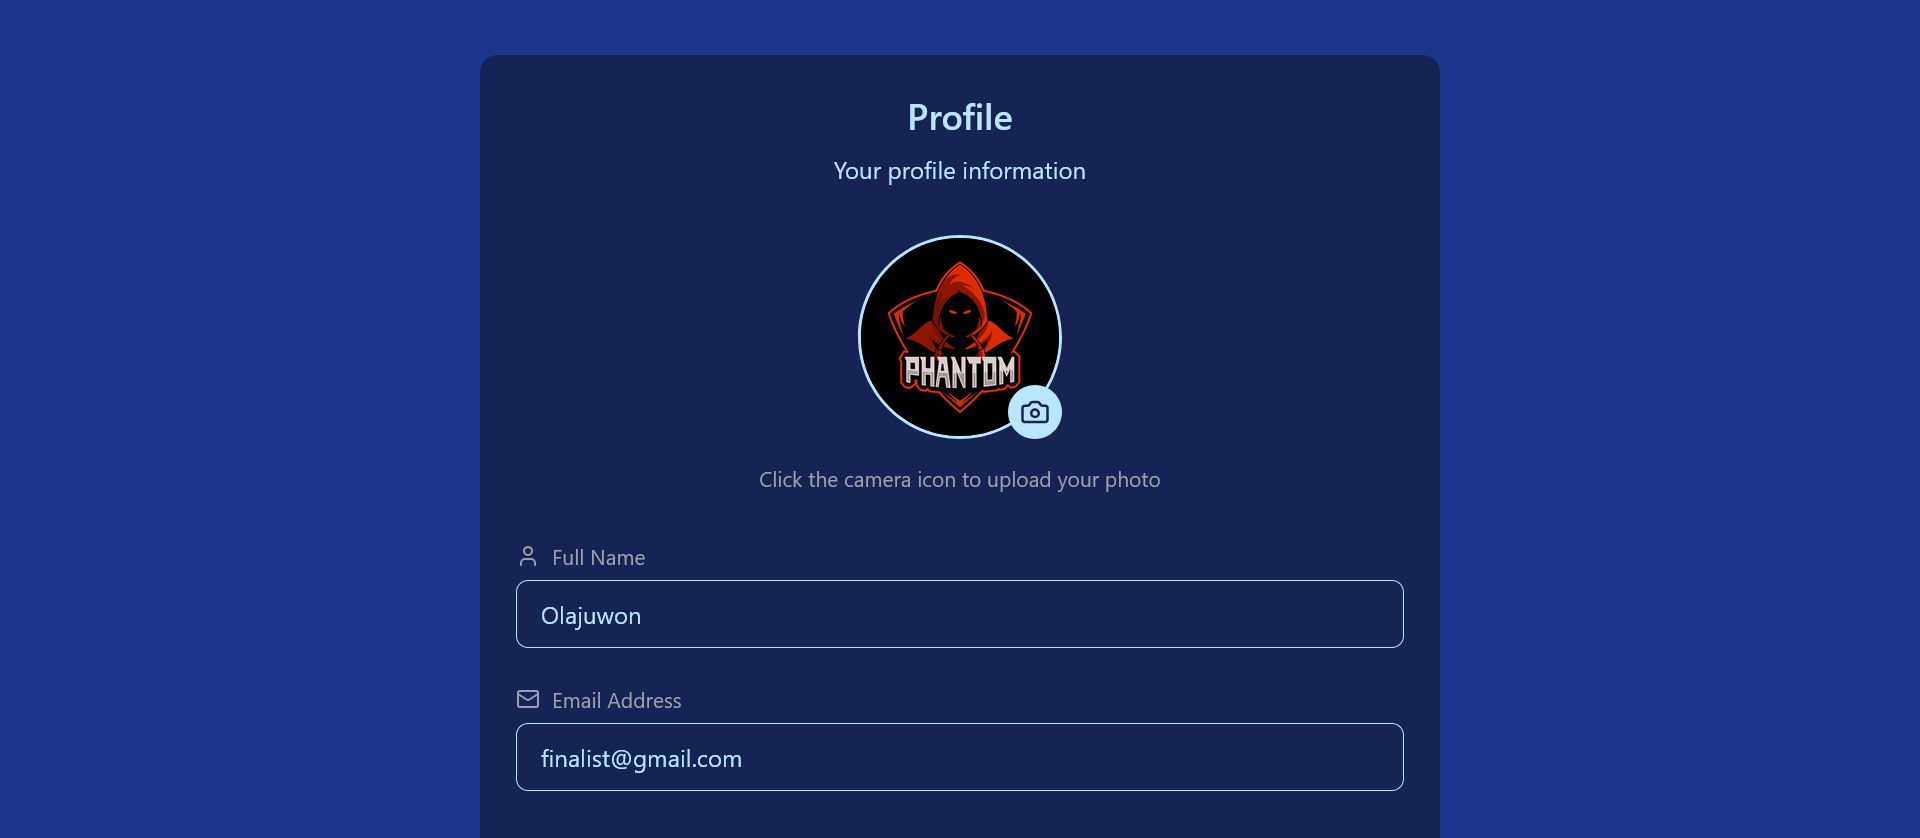 Profile
Your profile information
PHANTOM
Click the camera icon to upload your photo
Full Name
Olajuwon
Email Address
finalist@gmail.com